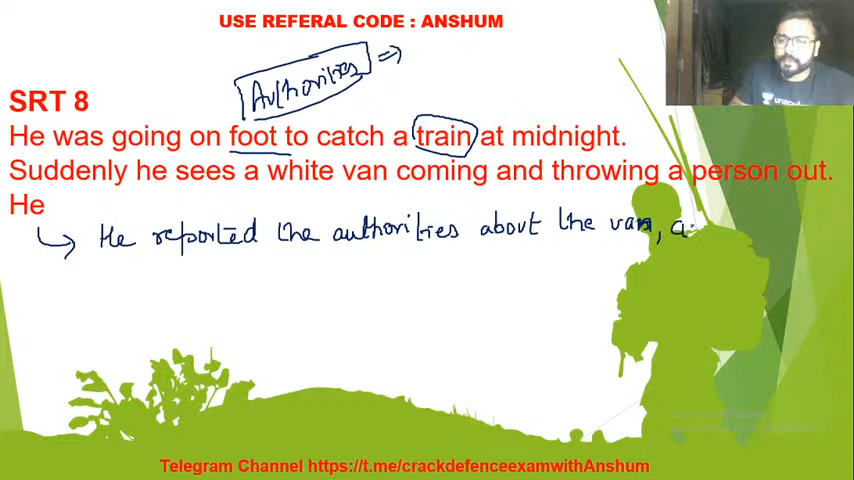 USE REFERAL CODE : ANSHUM
Authorities ⇒
SRT 8
He was going on foot to catch a train at midnight.
Suddenly he sees a white van coming and throwing a person out.
He
↳ He reported the authorities about the van, a
Telegram Channel https://t.me/crackdefenceexamwithAnshum